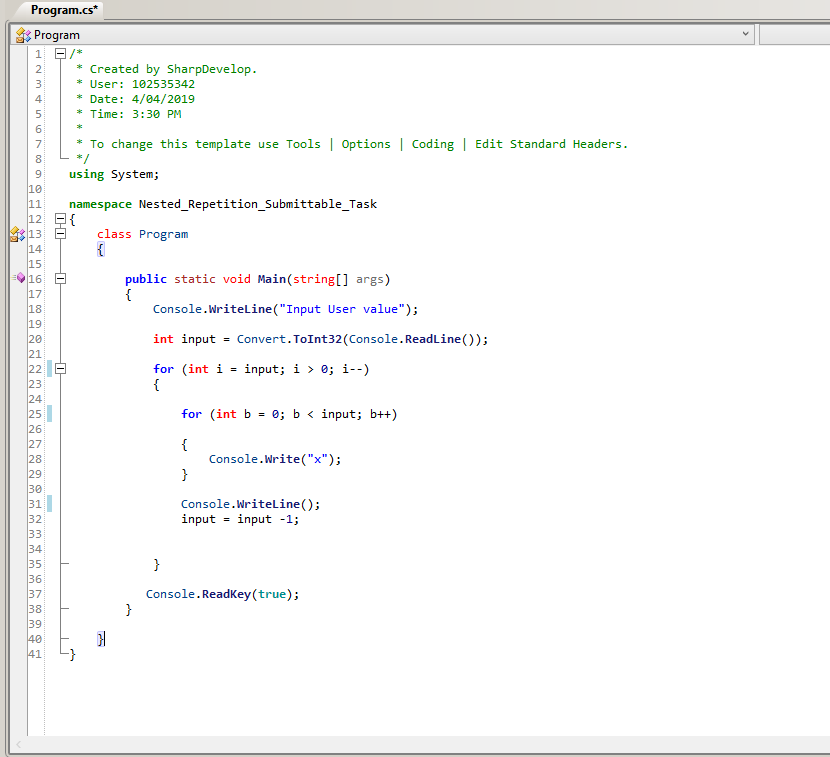 Program.cs*
Program
1 /*
2 * Created by SharpDevelop.
3 * User: 102535342
4 * Date: 4/04/2019
5 * Time: 3:30 PM
6 *
7 * To change this template use Tools | Options | Coding | Edit Standard Headers.
8 */
9 using System;
10
11 namespace Nested_Repetition_Submittable_Task
12 {
13 class Program
14 {
15
16 public static void Main(string[] args)
17 {
18 Console.WriteLine("Input User value");
19
20 int input = Convert.ToInt32(Console.ReadLine());
21
22 for (int i = input; i > 0; i--)
23 {
24
25 for (int b = 0; b < input; b++)
26
27 {
28 Console.Write("x");
29 }
30
31 Console.WriteLine();
32 input = input -1;
33
34
35 }
36
37 Console.ReadKey(true);
38 }
39
40 }
41 }